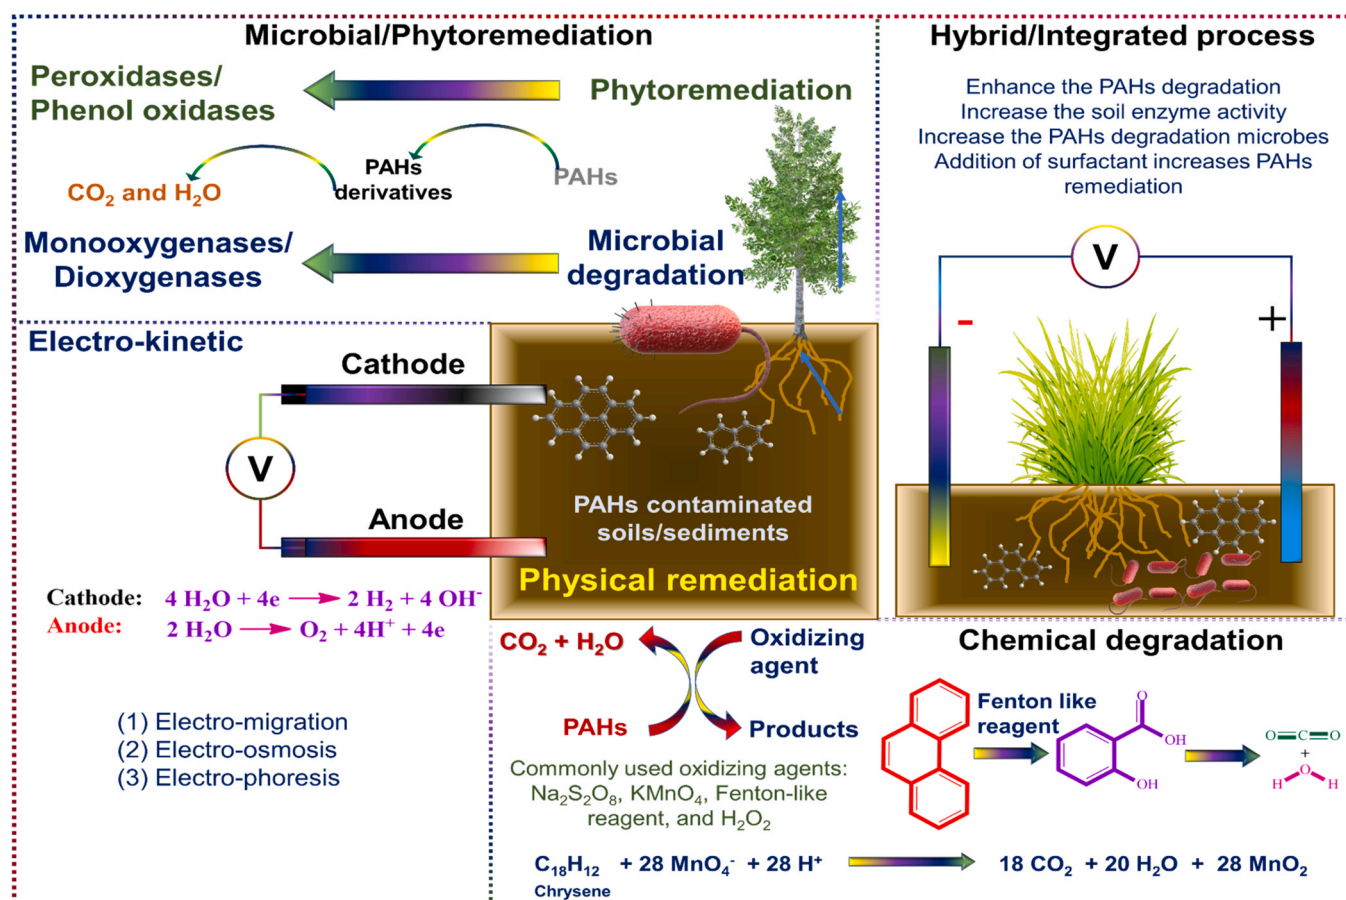 Microbial/Phytoremediation
Peroxidases/
Phenol oxidases
Phytoremediation
PAHs
derivatives
PAHs
CO₂ and H₂O
Monooxygenases/
Dioxygenases
Microbial
degradation
Hybrid/Integrated process
Enhance the PAHs degradation
Increase the soil enzyme activity
Increase the PAHs degradation microbes
Addition of surfactant increases PAHs
remediation
V
-
+
Electro-kinetic
Cathode
V
Anode
Cathode: 4 H₂O + 4e → 2 H₂ + 4 OH⁻
Anode: 2 H₂O → O₂ + 4H⁺ + 4e
(1) Electro-migration
(2) Electro-osmosis
(3) Electro-phoresis
PAHs contaminated
soils/sediments
Physical remediation
CO₂ + H₂O
Oxidizing
agent
PAHs
Products
Commonly used oxidizing agents:
Na₂S₂O₈, KMnO₄, Fenton-like
reagent, and H₂O₂
Chemical degradation
Fenton like
reagent
O
OH
OH
O=C=O
+
H O H
C₁₈H₁₂ + 28 MnO₄⁻ + 28 H⁺ → 18 CO₂ + 20 H₂O + 28 MnO₂
Chrysene